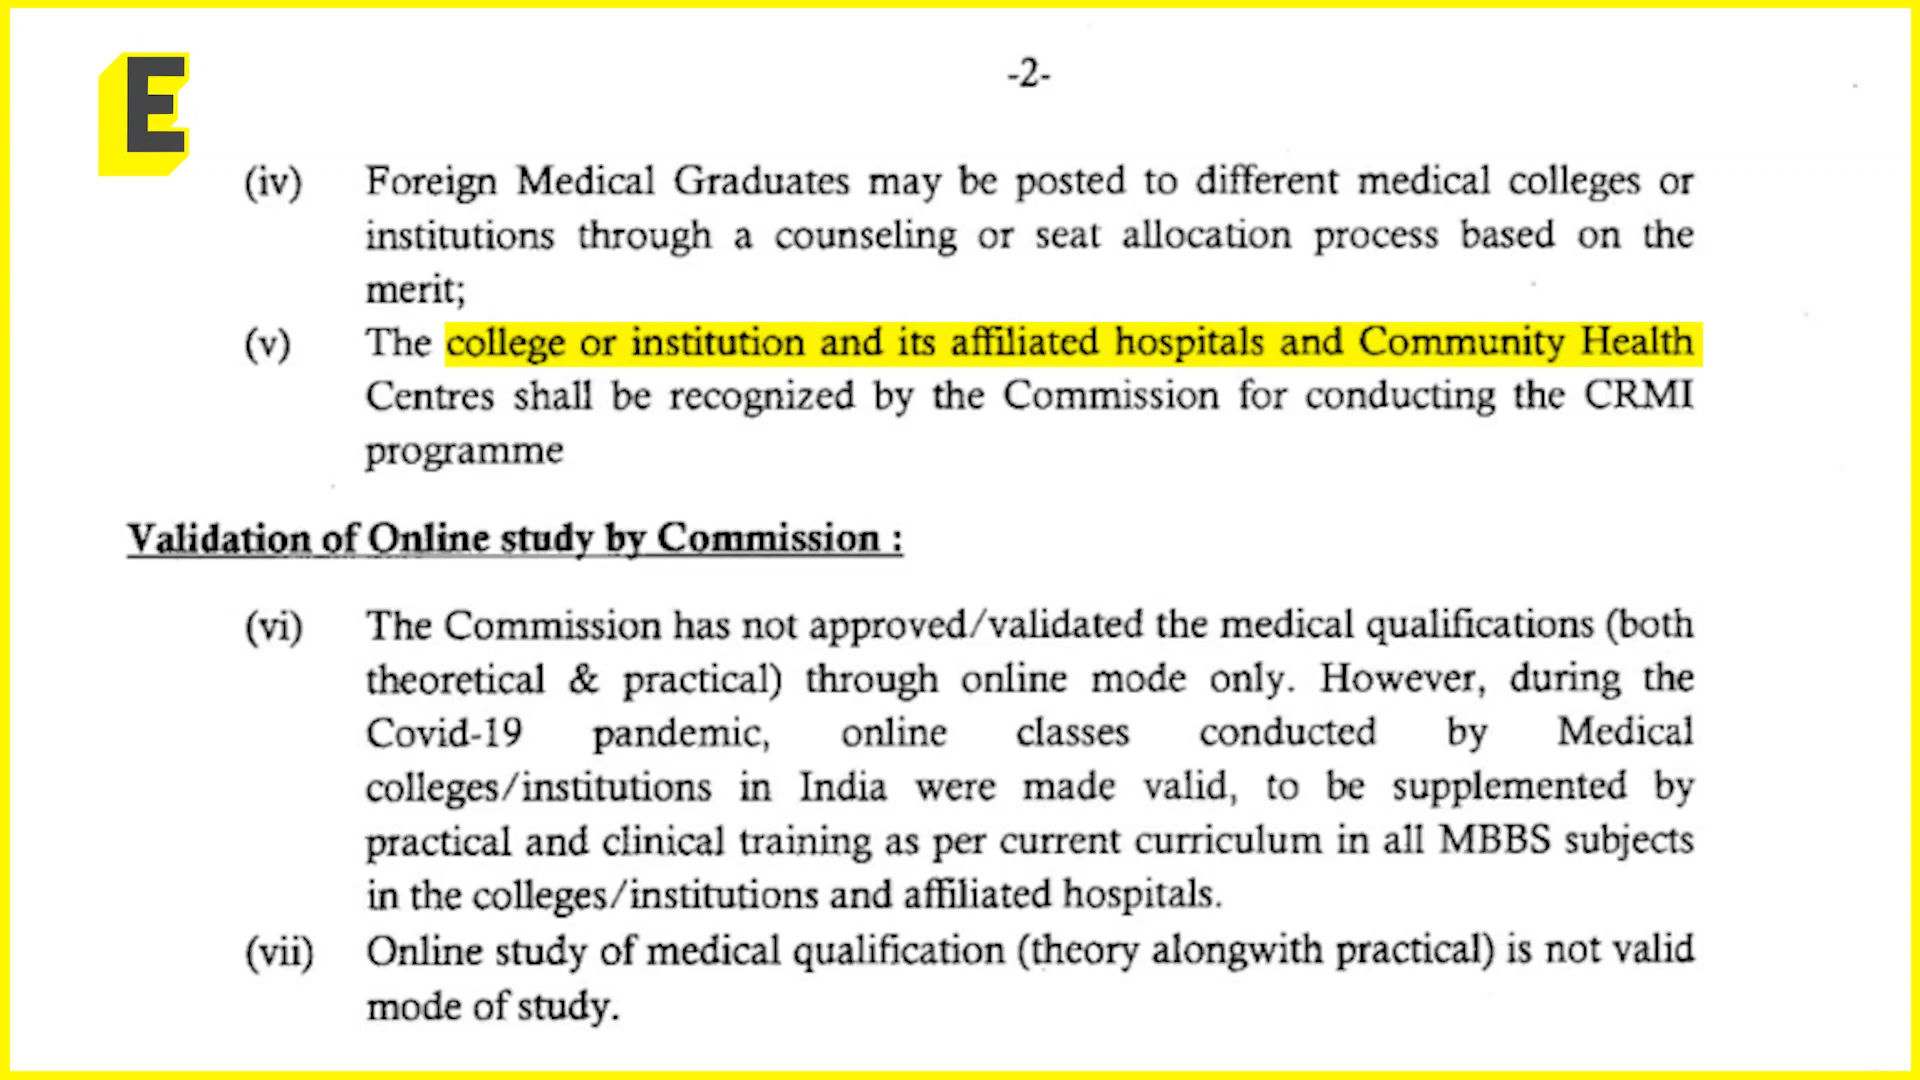 E
-2-
(iv) Foreign Medical Graduates may be posted to different medical colleges or
institutions through a counseling or seat allocation process based on the
merit;
(v) The college or institution and its affiliated hospitals and Community Health
Centres shall be recognized by the Commission for conducting the CRMI
programme
Validation of Online study by Commission :
(vi) The Commission has not approved/validated the medical qualifications (both
theoretical & practical) through online mode only. However, during the
Covid-19 pandemic, online classes conducted by Medical
colleges/institutions in India were made valid, to be supplemented by
practical and clinical training as per current curriculum in all MBBS subjects
in the colleges/institutions and affiliated hospitals.
(vii) Online study of medical qualification (theory alongwith practical) is not valid
mode of study.